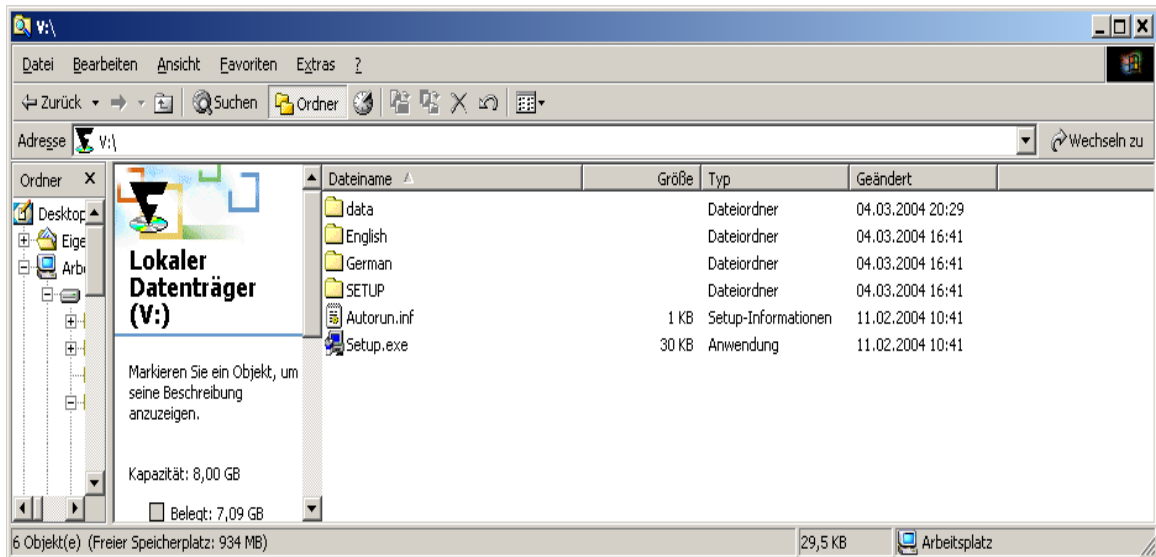 V:\
Datei Bearbeiten Ansicht Favoriten Extras ?
Zurück Suchen Ordner
Adresse V:\ Wechseln zu
Ordner X
Desktop
Eige
Arb
Lokaler
Datenträger
(V:)
Markieren Sie ein Objekt, um
seine Beschreibung
anzuzeigen.
Kapazität: 8,00 GB
Belegt: 7,09 GB
Dateiname Größe Typ Geändert
data Dateiordner 04.03.2004 20:29
English Dateiordner 04.03.2004 16:41
German Dateiordner 04.03.2004 16:41
SETUP Dateiordner 04.03.2004 16:41
Autorun.inf 1 KB Setup-Informationen 11.02.2004 10:41
Setup.exe 30 KB Anwendung 11.02.2004 10:41
6 Objekt(e) (Freier Speicherplatz: 934 MB) 29,5 KB Arbeitsplatz